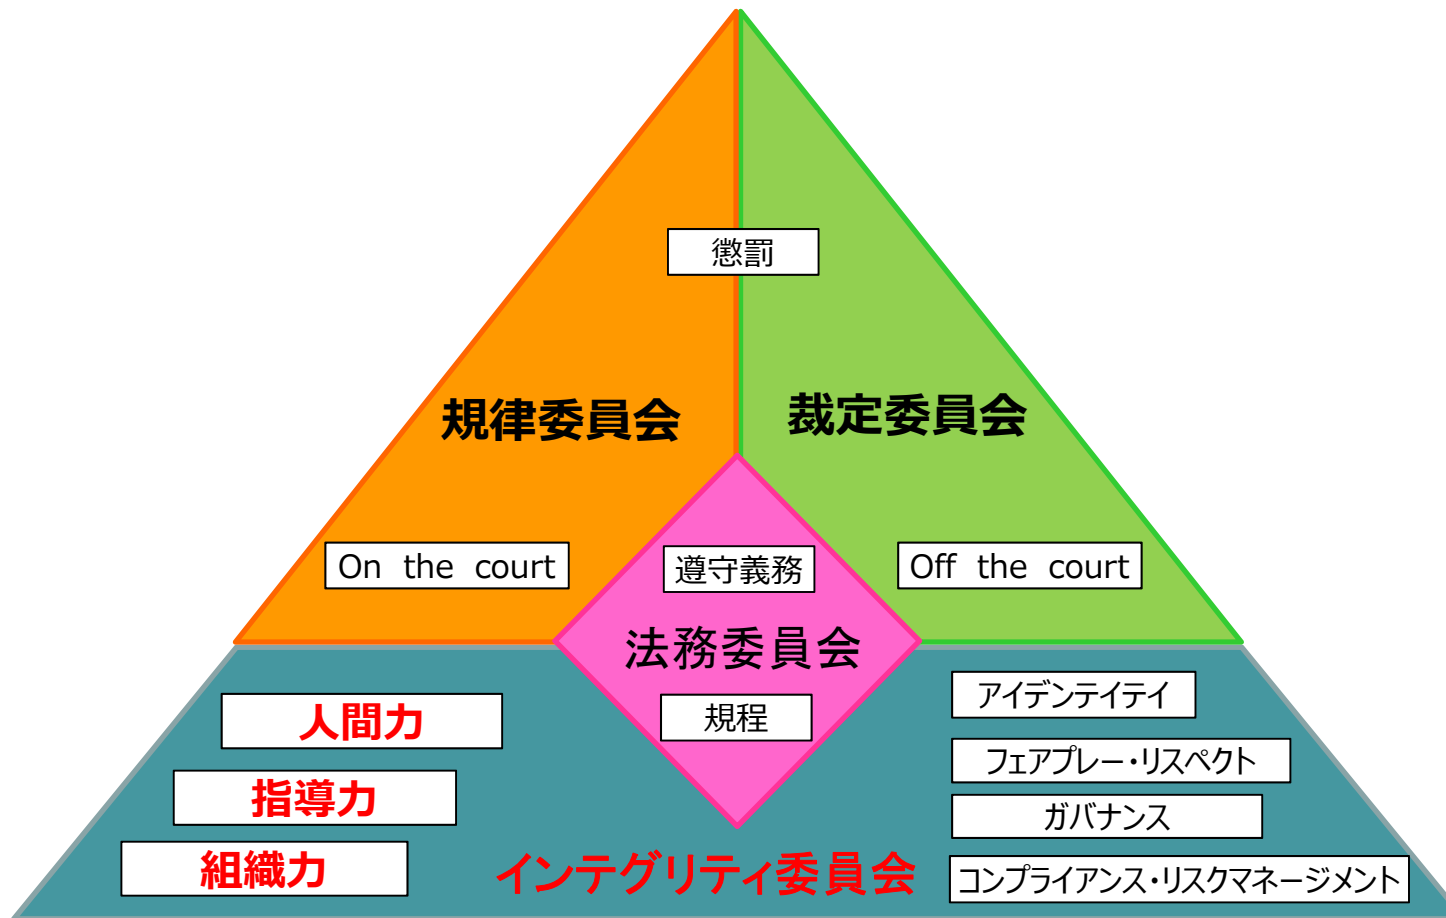 懲罰
規律委員会
裁定委員会
On the court
遵守義務
Off the court
法務委員会
規程
人間力
指導力
組織力
インテグリティ委員会
アイデンテイテイ
フェアプレー・リスペクト
ガバナンス
コンプライアンス・リスクマネージメント